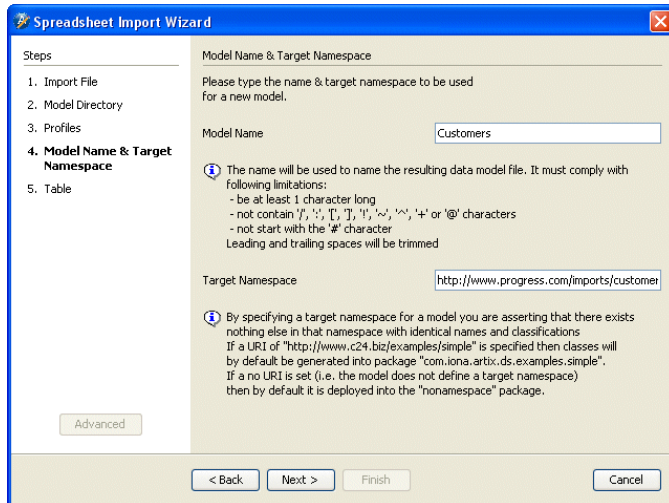 Spreadsheet Import Wizard
Steps
1. Import File
2. Model Directory
3. Profiles
4. Model Name & Target
Namespace
5. Table
Model Name & Target Namespace
Please type the name & target namespace to be used
for a new model.
Model Name
Customers
The name will be used to name the resulting data model file. It must comply with
following limitations:
- be at least 1 character long
- not contain '/', ':', '[', ']', '!', '~', '^', '+' or '@' characters
- not start with the '#' character
Leading and trailing spaces will be trimmed
Target Namespace
http://www.progress.com/imports/customer
By specifying a target namespace for a model you are asserting that there exists
nothing else in that namespace with identical names and classifications
If a URI of "http://www.c24.biz/examples/simple" is specified then classes will
by default be generated into package "com.iona.artix.ds.examples.simple".
If a no URI is set (i.e. the model does not define a target namespace)
then by default it is deployed into the "nonamespace" package.
Advanced
< Back
Next >
Finish
Cancel